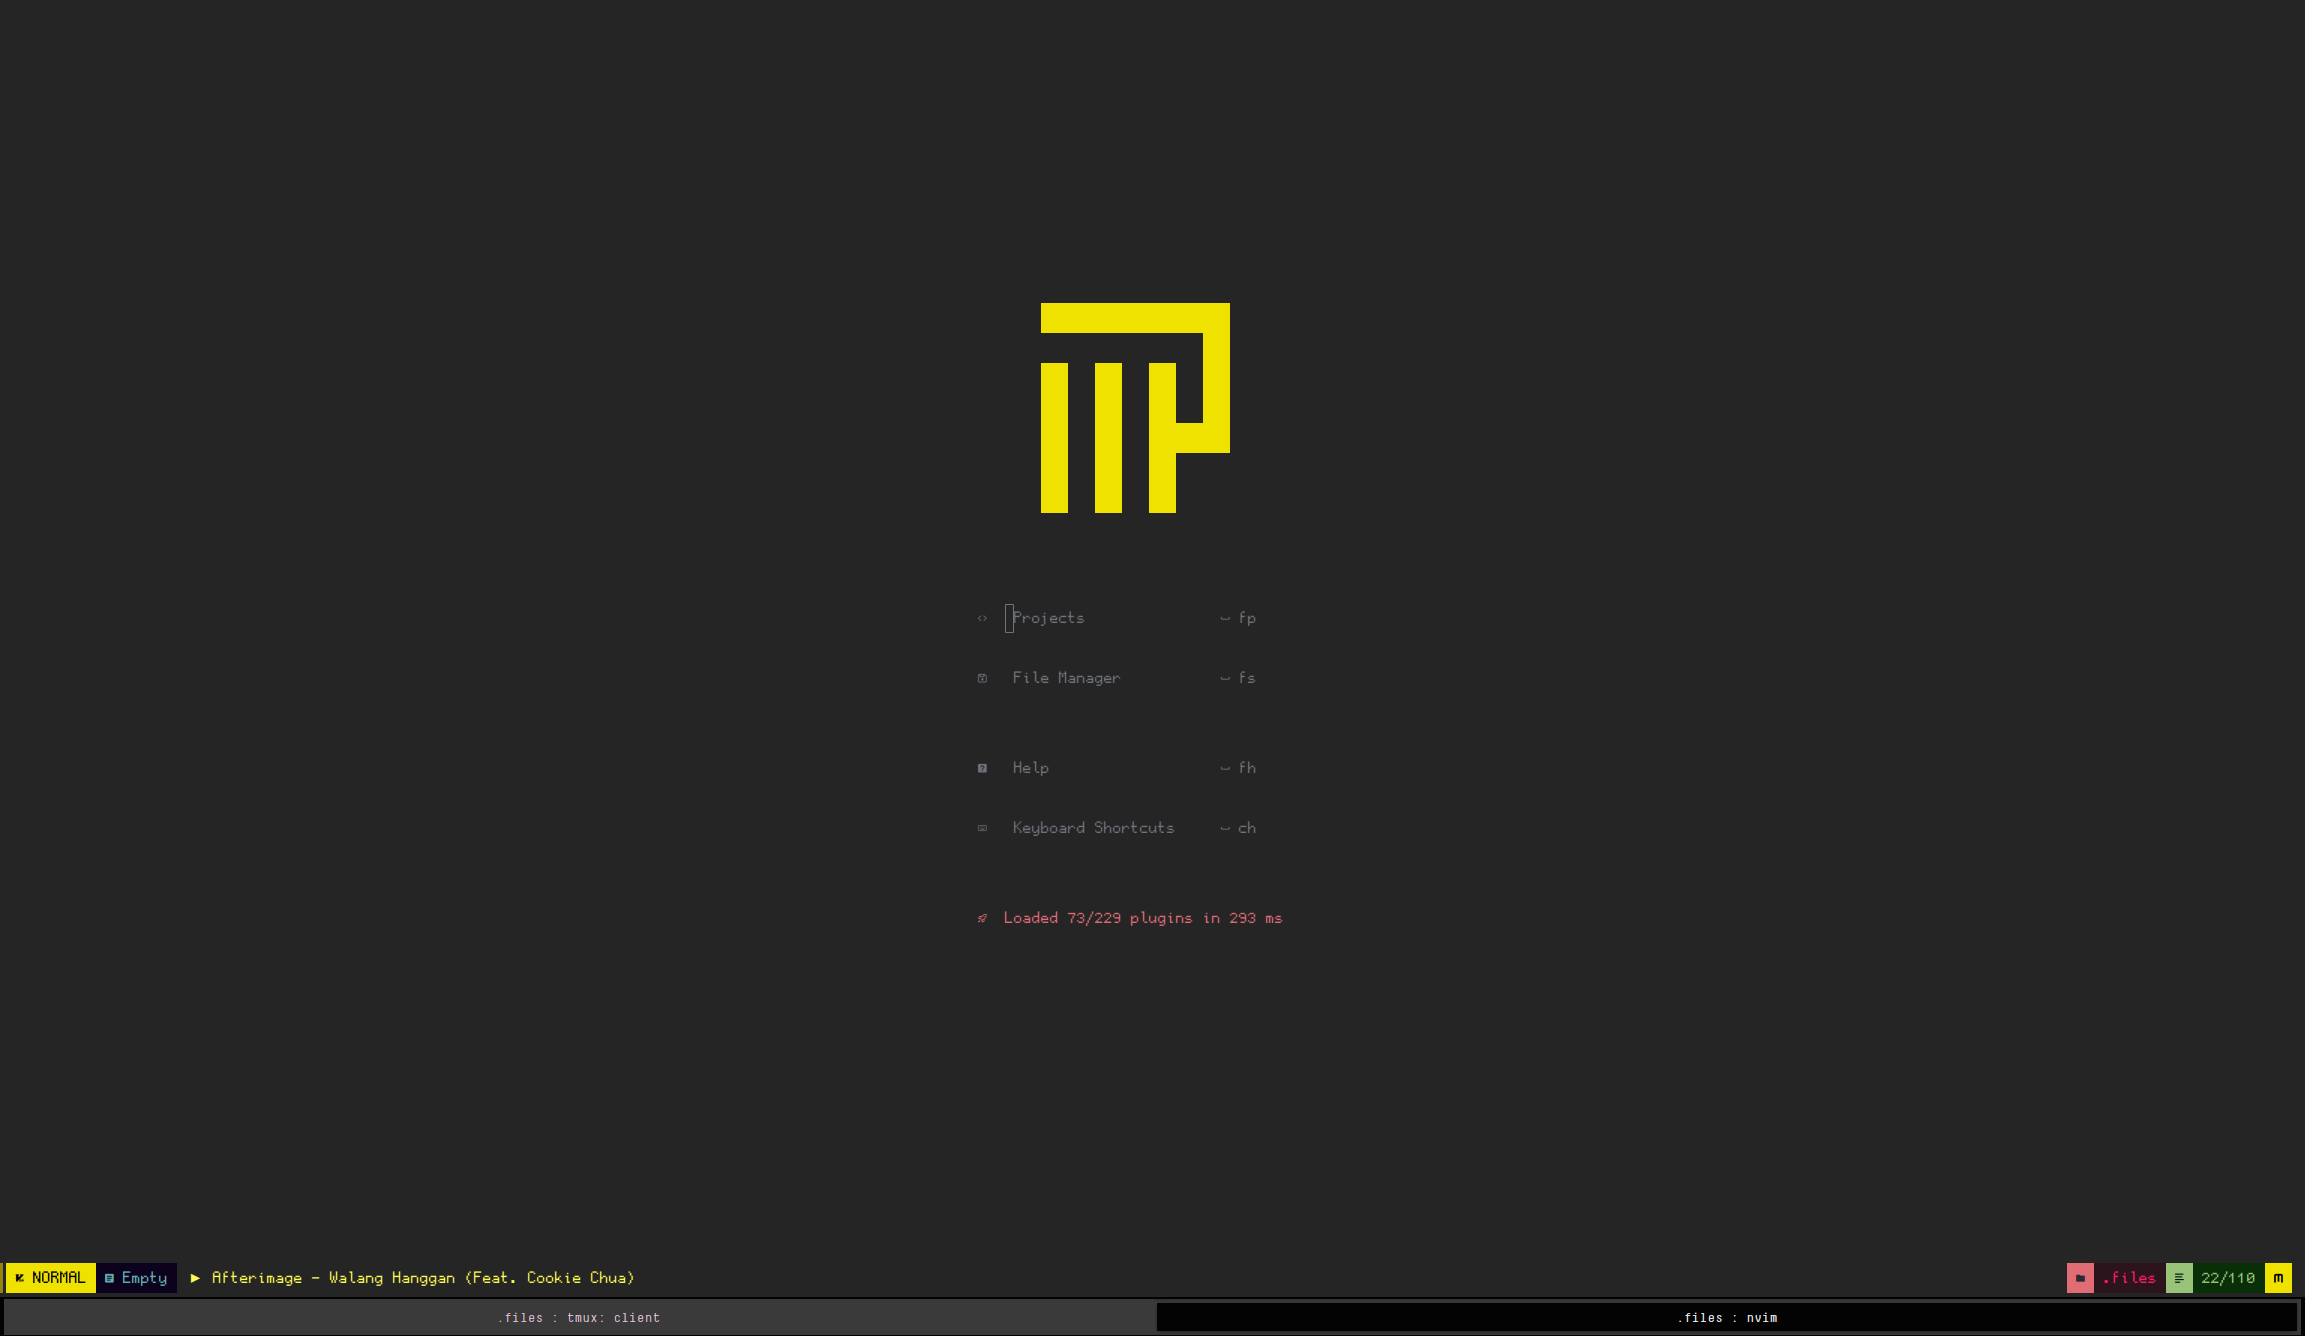 Projects fp
File Manager fs
Help fh
Keyboard Shortcuts ch
Loaded 73/229 plugins in 293 ms
NORMAL Empty ▶ Afterimage - Walang Hanggan (Feat. Cookie Chua) .files 22/110 m
.files : tmux: client .files : nvim